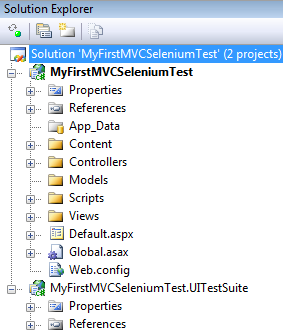 Solution Explorer
Solution 'MyFirstMVCSeleniumTest' (2 projects)
MyFirstMVCSeleniumTest
Properties
References
App_Data
Content
Controllers
Models
Scripts
Views
Default.aspx
Global.asax
Web.config
MyFirstMVCSeleniumTest.UITestSuite
Properties
References